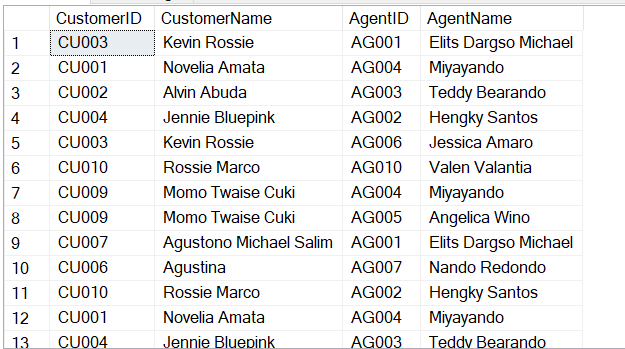 CustomerID CustomerName AgentID AgentName
1 CU003 Kevin Rossie AG001 Elits Dargso Michael
2 CU001 Novelia Amata AG004 Miyayando
3 CU002 Alvin Abuda AG003 Teddy Bearando
4 CU004 Jennie Bluepink AG002 Hengky Santos
5 CU003 Kevin Rossie AG006 Jessica Amaro
6 CU010 Rossie Marco AG010 Valen Valantia
7 CU009 Momo Twaise Cuki AG004 Miyayando
8 CU009 Momo Twaise Cuki AG005 Angelica Wino
9 CU007 Agustono Michael Salim AG001 Elits Dargso Michael
10 CU006 Agustina AG007 Nando Redondo
11 CU010 Rossie Marco AG002 Hengky Santos
12 CU001 Novelia Amata AG004 Miyayando
13 CU004 Jennie Bluepink AG003 Teddy Bearando